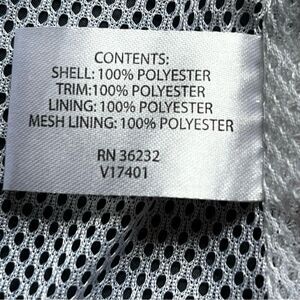 CONTENTS:
SHELL: 100% POLYESTER
TRIM:100% POLYESTER
LINING: 100% POLYESTER
MESH LINING: 100% POLYESTER
RN 36232
V17401